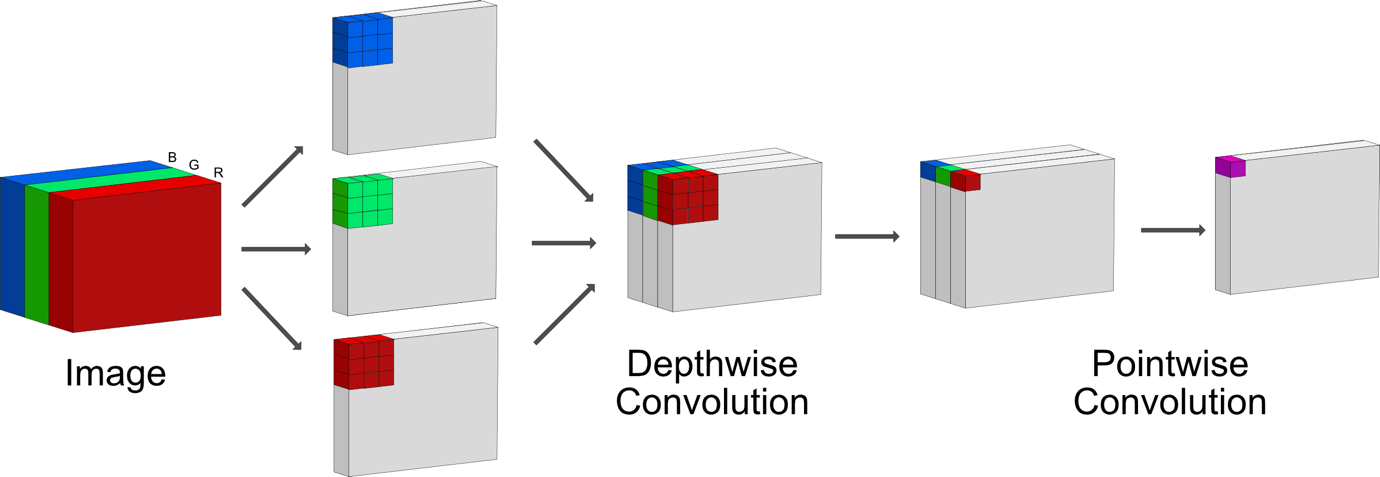 B
G
R
Image
Depthwise
Convolution
Pointwise
Convolution